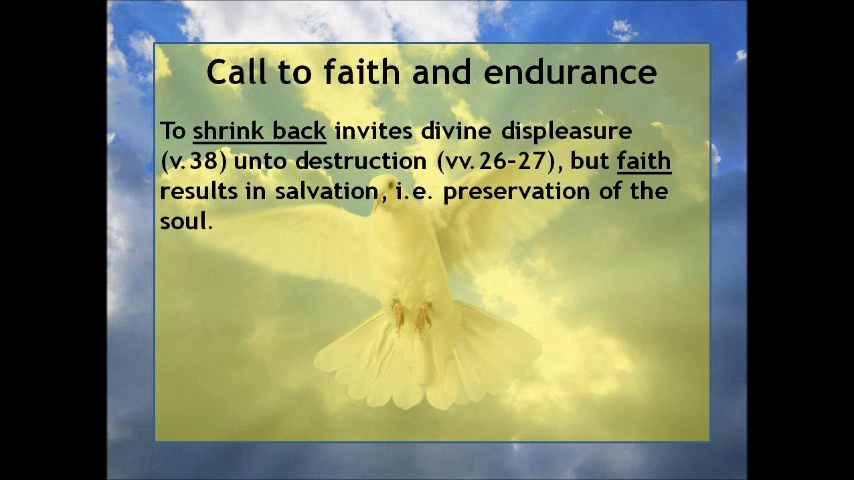 Call to faith and endurance
To shrink back invites divine displeasure
(v.38) unto destruction (vv.26-27), but faith
results in salvation, i.e. preservation of the
soul.